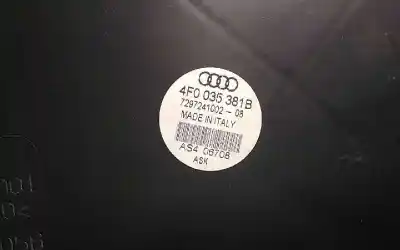 4F0 035 381B
7297241002-08
MADE IN ITALY
AS4 06708
ASK